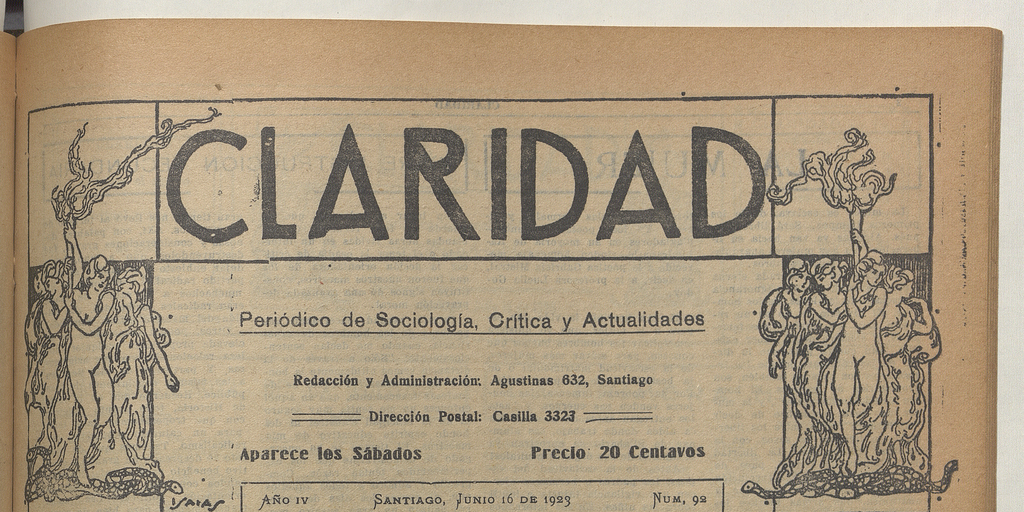 CLARIDAD
Periódico de Sociología, Crítica y Actualidades
Redacción y Administración: Agustinas 632, Santiago
Dirección Postal: Casilla 3323
Aparece los Sábados Precio 20 Centavos
ISAIAS
AÑO IV SANTIAGO, JUNIO 16 DE 1923 NUM, 92